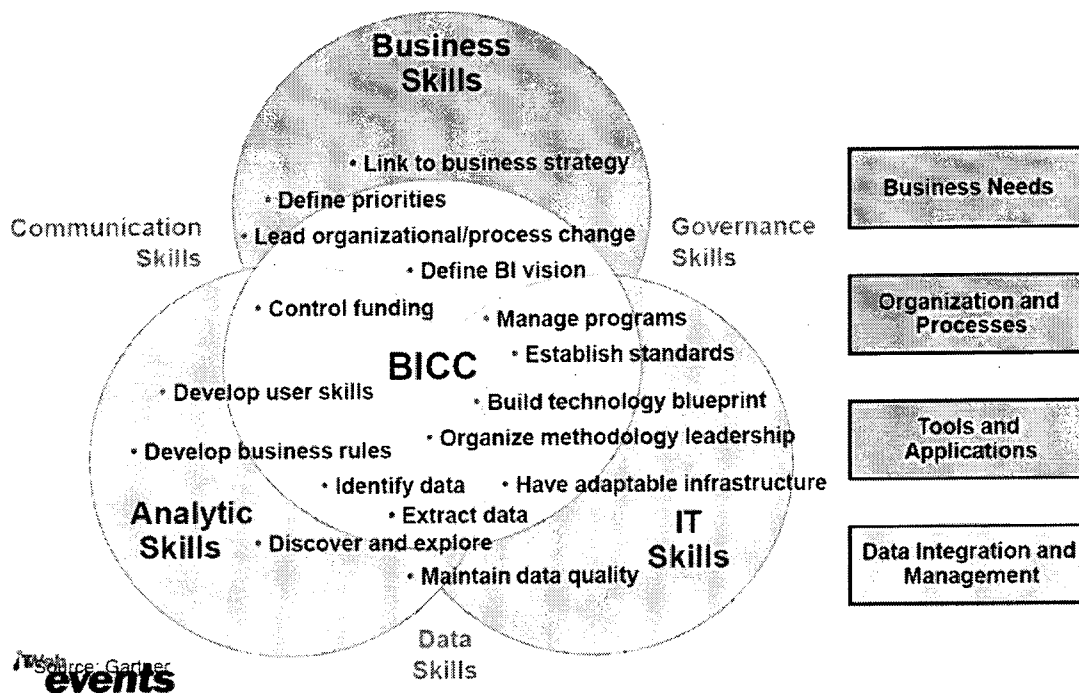 Business
Skills
• Link to business strategy
• Define priorities
• Lead organizational/process change
• Define BI vision
• Control funding
Communication
Skills
Governance
Skills
• Manage programs
• Establish standards
BICC
• Develop user skills
• Build technology blueprint
• Organize methodology leadership
• Develop business rules
• Identify data
• Have adaptable infrastructure
• Extract data
Analytic
Skills
• Discover and explore
IT
Skills
• Maintain data quality
Data
Skills
Business Needs
Organization and
Processes
Tools and
Applications
Data Integration and
Management
Source: Gartner
iTWeb
events